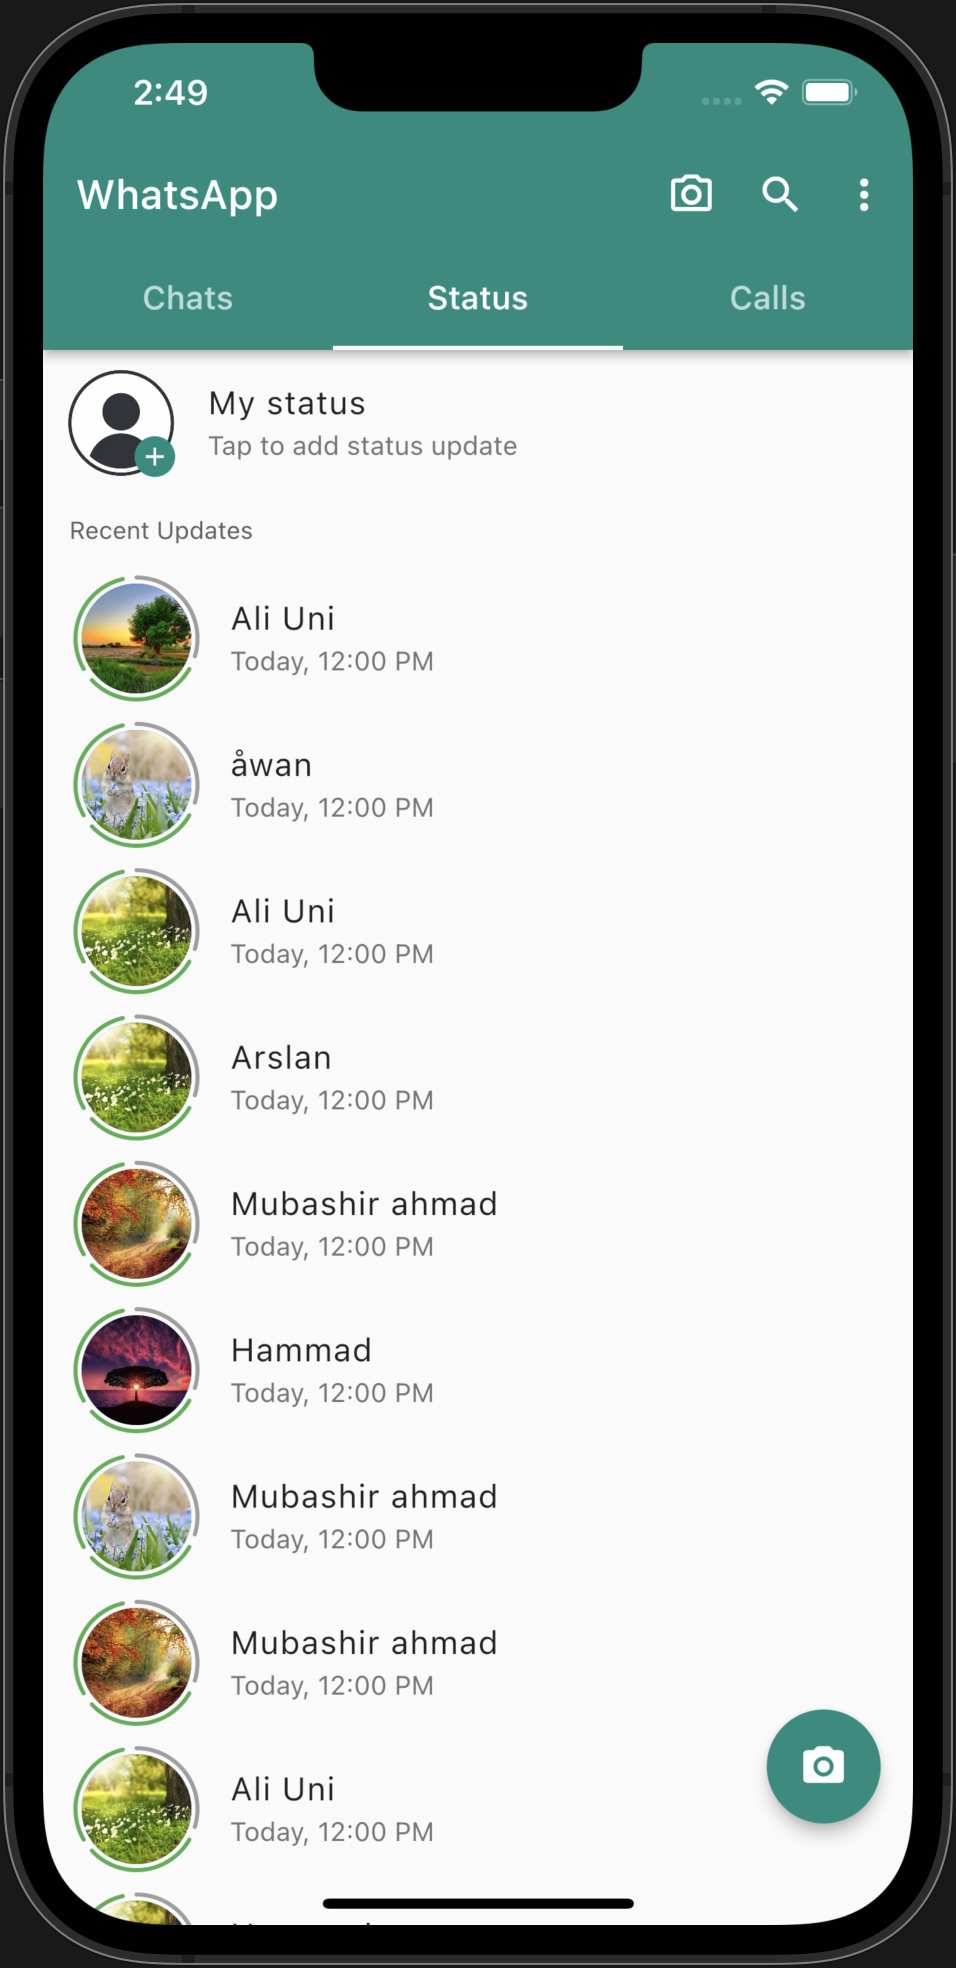 2:49
WhatsApp
Chats Status Calls
My status
Tap to add status update
Recent Updates
Ali Uni
Today, 12:00 PM
åwan
Today, 12:00 PM
Ali Uni
Today, 12:00 PM
Arslan
Today, 12:00 PM
Mubashir ahmad
Today, 12:00 PM
Hammad
Today, 12:00 PM
Mubashir ahmad
Today, 12:00 PM
Mubashir ahmad
Today, 12:00 PM
Ali Uni
Today, 12:00 PM